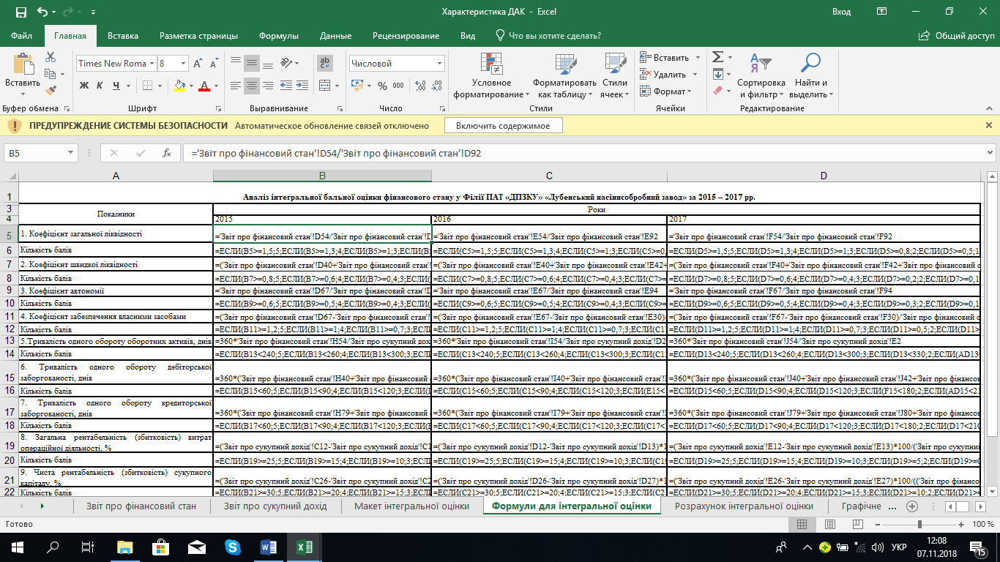 Характеристика ДАК - Excel
Вход
Файл Главная Вставка Разметка страницы Формулы Данные Рецензирование Вид Что вы хотите сделать? Общий доступ
Вставить
Буфер обмена
Times New Roma 8
Ж К Ч А
Шрифт
Выравнивание
Числовой
% 000
Число
Условное форматирование
Форматировать как таблицу
Стили ячеек
Стили
Вставить
Удалить
Формат
Ячейки
Сортировка и фильтр
Найти и выделить
Редактирование
ПРЕДУПРЕЖДЕНИЕ СИСТЕМЫ БЕЗОПАСНОСТИ Автоматическое обновление связей отключено Включить содержимое
B5 fx ='Звіт про фінансовий стан'!D54/'Звіт про фінансовий стан'!D92
A B C D
1 Аналіз інтегральної бальної оцінки фінансового стану у Філії ПАТ «ДПЗКУ» «Лубенський насіннєобробний завод» за 2015 – 2017 рр.
3 Показники Роки
4 2015 2016 2017
5 1. Коефіцієнт загальної ліквідності ='Звіт про фінансовий стан'!D54/'Звіт про фінансовий стан'! ='Звіт про фінансовий стан'!E54/'Звіт про фінансовий стан'!E92 ='Звіт про фінансовий стан'!F54/'Звіт про фінансовий стан'!F92
6 Кількість балів =ЕСЛИ(B5>=1,5;5;ЕСЛИ(B5>=1,3;4;ЕСЛИ(B5>=1;3;ЕСЛИ(B5 =ЕСЛИ(C5>=1,5;5;ЕСЛИ(C5>=1,3;4;ЕСЛИ(C5>=1;3;ЕСЛИ(C5>=0, =ЕСЛИ(D5>=1,5;5;ЕСЛИ(D5>=1,3;4;ЕСЛИ(D5>=1;3;ЕСЛИ(D5>=0,8;2;ЕСЛИ(D5>=0,5;1
7 2. Коефіцієнт швидкої ліквідності =('Звіт про фінансовий стан'!D40+'Звіт про фінансовий стан'! =('Звіт про фінансовий стан'!E40+'Звіт про фінансовий стан'!E42+ =('Звіт про фінансовий стан'!F40+'Звіт про фінансовий стан'!F42+'Звіт про фінансовий с
8 Кількість балів =ЕСЛИ(B7>=0,8;5;ЕСЛИ(B7>=0,6;4;ЕСЛИ(B7>=0,4;3;ЕСЛИ( =ЕСЛИ(C7>=0,8;5;ЕСЛИ(C7>=0,6;4;ЕСЛИ(C7>=0,4;3;ЕСЛИ(C7>= =ЕСЛИ(D7>=0,8;5;ЕСЛИ(D7>=0,6;4;ЕСЛИ(D7>=0,4;3;ЕСЛИ(D7>=0,2;2;ЕСЛИ(D7>=0,1
9 3. Коефіцієнт автономії ='Звіт про фінансовий стан'!D67/'Звіт про фінансовий стан'! ='Звіт про фінансовий стан'!E67/'Звіт про фінансовий стан'!E94 ='Звіт про фінансовий стан'!F67/'Звіт про фінансовий стан'!F94
10 Кількість балів =ЕСЛИ(B9>=0,6;5;ЕСЛИ(B9>=0,5;4;ЕСЛИ(B9>=0,4;3;ЕСЛИ( =ЕСЛИ(C9>=0,6;5;ЕСЛИ(C9>=0,5;4;ЕСЛИ(C9>=0,4;3;ЕСЛИ(C9>= =ЕСЛИ(D9>=0,6;5;ЕСЛИ(D9>=0,5;4;ЕСЛИ(D9>=0,4;3;ЕСЛИ(D9>=0,3;2;ЕСЛИ(D9>=0,1
11 4. Коефіцієнт забезпечення власними засобами =('Звіт про фінансовий стан'!D67-'Звіт про фінансовий стан'! =('Звіт про фінансовий стан'!E67-'Звіт про фінансовий стан'!E30) =('Звіт про фінансовий стан'!F67-'Звіт про фінансовий стан'!F30)/'Звіт про фінансовий с
12 Кількість балів =ЕСЛИ(B11>=1,2;5;ЕСЛИ(B11>=1;4;ЕСЛИ(B11>=0,7;3;ЕСЛ =ЕСЛИ(C11>=1,2;5;ЕСЛИ(C11>=1;4;ЕСЛИ(C11>=0,7;3;ЕСЛИ(C1 =ЕСЛИ(D11>=1,2;5;ЕСЛИ(D11>=1;4;ЕСЛИ(D11>=0,7;3;ЕСЛИ(D11>=0,5;2;ЕСЛИ(D11>
13 5.Тривалість одного обороту оборотних активів, днів =360*'Звіт про фінансовий стан'!H54/'Звіт про сукупний дох =360*'Звіт про фінансовий стан'!I54/'Звіт про сукупний дохід'!D2 =360*'Звіт про фінансовий стан'!J54/'Звіт про сукупний дохід'!E2
14 Кількість балів =ЕСЛИ(B13<240;5;ЕСЛИ(B13<260;4;ЕСЛИ(B13<300;3;ЕСЛ =ЕСЛИ(C13<240;5;ЕСЛИ(C13<260;4;ЕСЛИ(C13<300;3;ЕСЛИ(C1 =ЕСЛИ(D13<240;5;ЕСЛИ(D13<260;4;ЕСЛИ(D13<300;3;ЕСЛИ(D13<330;2;ЕСЛИ(AD13
15 6. Тривалість одного обороту дебіторської заборгованості, днів =360*('Звіт про фінансовий стан'!H40+'Звіт про фінансовий =360*('Звіт про фінансовий стан'!I40+'Звіт про фінансовий стан'! =360*('Звіт про фінансовий стан'!J40+'Звіт про фінансовий стан'!J42+'Звіт про фінансов
16 Кількість балів =ЕСЛИ(B15<60;5;ЕСЛИ(B15<90;4;ЕСЛИ(B15<120;3;ЕСЛИ( =ЕСЛИ(C15<60;5;ЕСЛИ(C15<90;4;ЕСЛИ(C15<120;3;ЕСЛИ(E15< =ЕСЛИ(D15<60;5;ЕСЛИ(D15<90;4;ЕСЛИ(D15<120;3;ЕСЛИ(F15<180;2;ЕСЛИ(AD15<2
17 7. Тривалість одного обороту кредиторської заборгованості, днів =360*('Звіт про фінансовий стан'!H79+'Звіт про фінансовий =360*('Звіт про фінансовий стан'!I79+'Звіт про фінансовий стан'! =360*('Звіт про фінансовий стан'!J79+'Звіт про фінансовий стан'!J80+'Звіт про фінансов
18 Кількість балів =ЕСЛИ(B17<60;5;ЕСЛИ(B17<90;4;ЕСЛИ(B17<120;3;ЕСЛИ( =ЕСЛИ(C17<60;5;ЕСЛИ(C17<90;4;ЕСЛИ(C17<120;3;ЕСЛИ(C17< =ЕСЛИ(D17<60;5;ЕСЛИ(D17<90;4;ЕСЛИ(D17<120;3;ЕСЛИ(D17<180;2;ЕСЛИ(D17<210
19 8. Загальна рентабельність (збитковість) витрат операційної діяльності, % =('Звіт про сукупний дохід'!C12-'Звіт про сукупний дохід'!C1 =('Звіт про сукупний дохід'!D12-'Звіт про сукупний дохід'!D13)*1 =('Звіт про сукупний дохід'!E12-'Звіт про сукупний дохід'!E13)*100/('Звіт про сукупний
20 Кількість балів =ЕСЛИ(B19>=25;5;ЕСЛИ(B19>=15;4;ЕСЛИ(B19>=10;3;ЕСЛ =ЕСЛИ(C19>=25;5;ЕСЛИ(C19>=15;4;ЕСЛИ(C19>=10;3;ЕСЛИ(C19 =ЕСЛИ(D19>=25;5;ЕСЛИ(D19>=15;4;ЕСЛИ(D19>=10;3;ЕСЛИ(D19>=5;2;ЕСЛИ(D19>=0
21 9. Чиста рентабельність (збитковість) сукупного капіталу, % =('Звіт про сукупний дохід'!C26-'Звіт про сукупний дохід'!C2 =('Звіт про сукупний дохід'!D26-'Звіт про сукупний дохід'!D27)*1 =('Звіт про сукупний дохід'!E26-'Звіт про сукупний дохід'!E27)*100/(('Звіт про фінансо
22 Кількість балів =ЕСЛИ(B21>=30;5;ЕСЛИ(B21>=20;4;ЕСЛИ(B21>=15;3;ЕСЛ =ЕСЛИ(C21>=30;5;ЕСЛИ(C21>=20;4;ЕСЛИ(C21>=15;3;ЕСЛИ(C2 =ЕСЛИ(D21>=30;5;ЕСЛИ(D21>=20;4;ЕСЛИ(D21>=15;3;ЕСЛИ(D21>=10;2;ЕСЛИ(D21>=
Звіт про фінансовий стан Звіт про сукупний дохід Макет інтегральної оцінки Формули для інтегральної оцінки Розрахунок інтегральної оцінки Графічне ...
Готово 100 %
УКР 12:08
07.11.2018 15